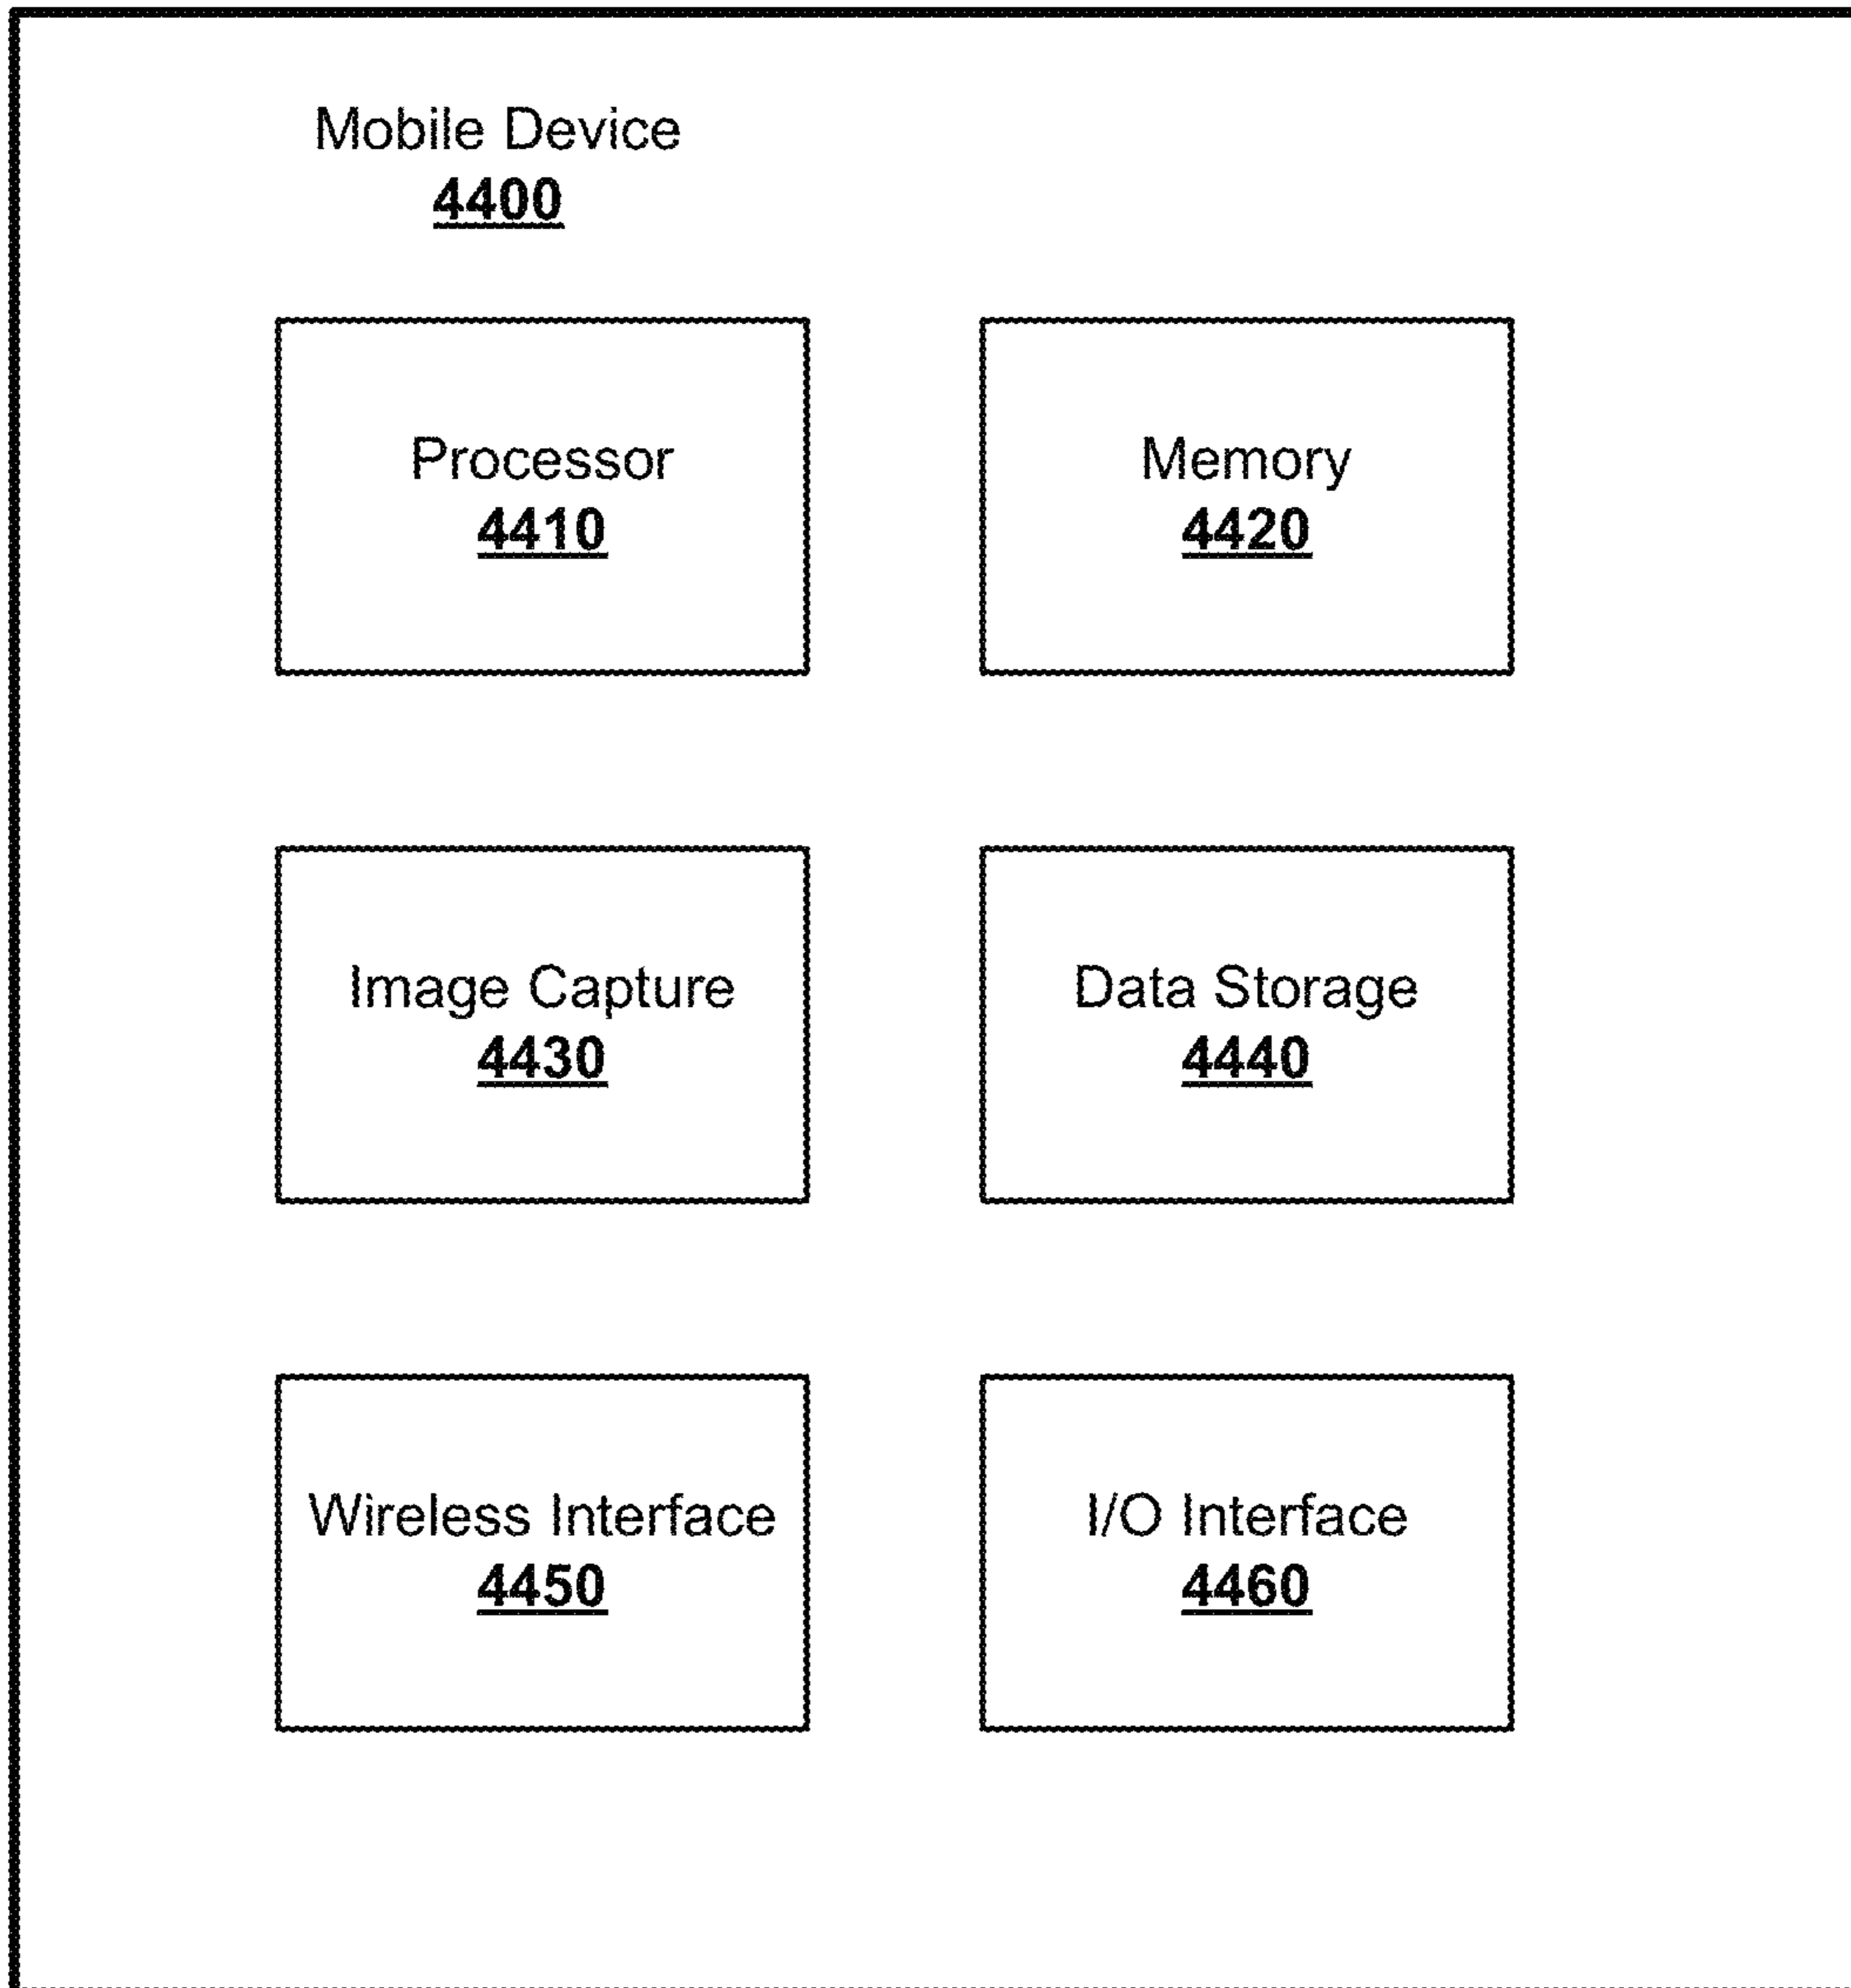 Mobile Device
4400
Processor
4410
Memory
4420
Image Capture
4430
Data Storage
4440
Wireless Interface
4450
I/O Interface
4460